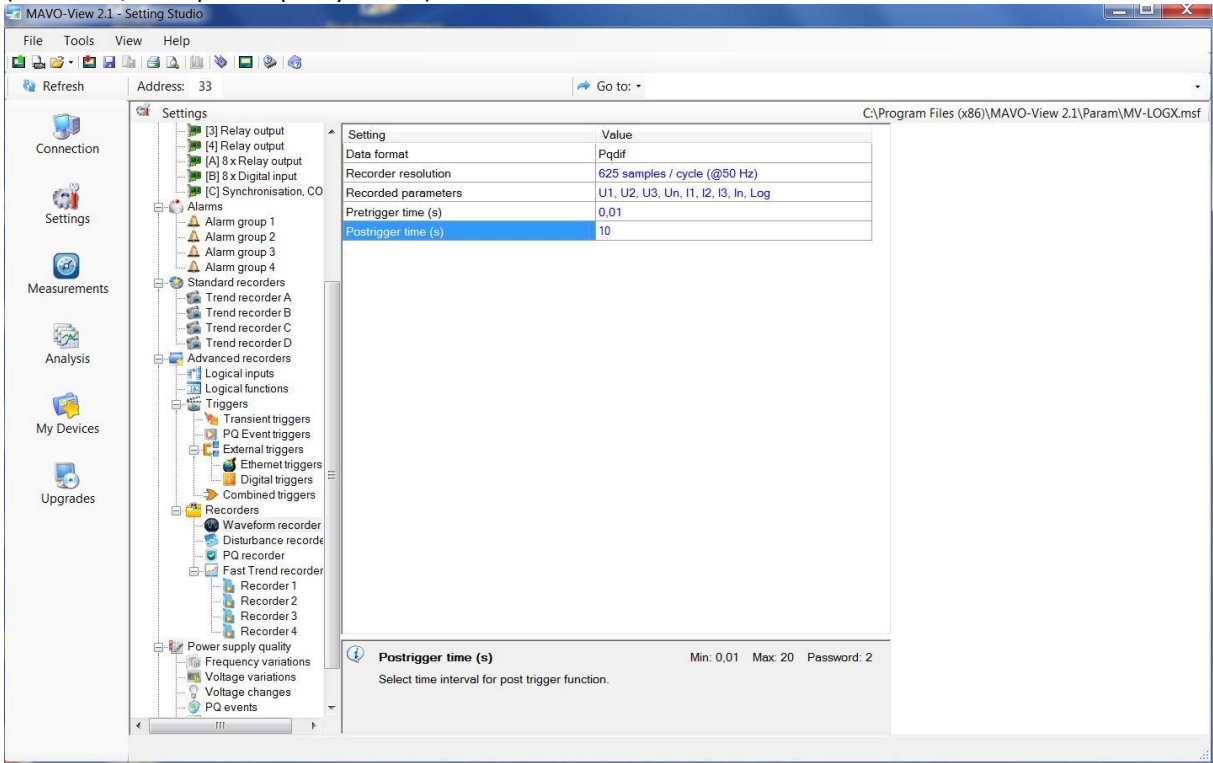 MAVO-View 2.1 - Setting Studio
File Tools View Help
Refresh Address: 33 Go to:
Settings C:\Program Files (x86)\MAVO-View 2.1\Param\MV-LOGX.msf
Connection
Settings
Measurements
Analysis
My Devices
Upgrades
[3] Relay output
[4] Relay output
[A] 8 x Relay output
[B] 8 x Digital input
[C] Synchronisation, CO
Alarms
Alarm group 1
Alarm group 2
Alarm group 3
Alarm group 4
Standard recorders
Trend recorder A
Trend recorder B
Trend recorder C
Trend recorder D
Advanced recorders
Logical inputs
Logical functions
Triggers
Transient triggers
PQ Event triggers
External triggers
Ethernet triggers
Digital triggers
Combined triggers
Recorders
Waveform recorder
Disturbance recorde
PQ recorder
Fast Trend recorder
Recorder 1
Recorder 2
Recorder 3
Recorder 4
Power supply quality
Frequency variations
Voltage variations
Voltage changes
PQ events
Setting Value
Data format Pqdif
Recorder resolution 625 samples / cycle (@50 Hz)
Recorded parameters U1, U2, U3, Un, I1, I2, I3, In, Log
Pretrigger time (s) 0,01
Postrigger time (s) 10
Postrigger time (s) Min: 0,01 Max: 20 Password: 2
Select time interval for post trigger function.